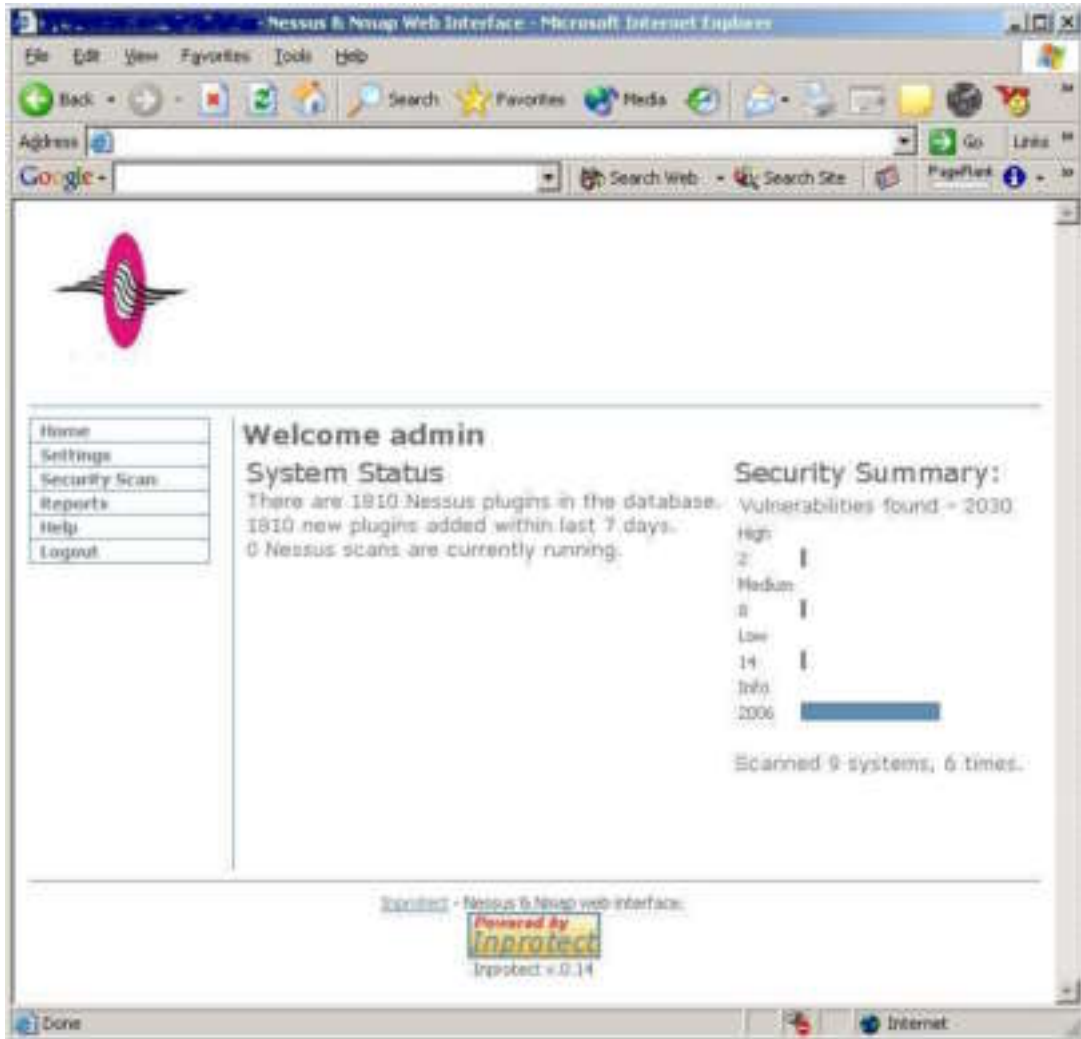 - Nessus & Nmap Web Interface - Microsoft Internet Explorer
File Edit View Favorites Tools Help
Back Search Favorites Media
Address Go Links
Google Search Web Search Site PageRank
Home
Settings
Security Scan
Reports
Help
Logout
Welcome admin
System Status
There are 1810 Nessus plugins in the database.
1810 new plugins added within last 7 days.
0 Nessus scans are currently running.
Security Summary:
Vulnerabilities found - 2030
High
2
Medium
8
Low
14
Info
2006
Scanned 9 systems, 6 times.
Inprotect - Nessus & Nmap web interface.
Powered by
Inprotect
Inprotect v.0.14
Done
Internet